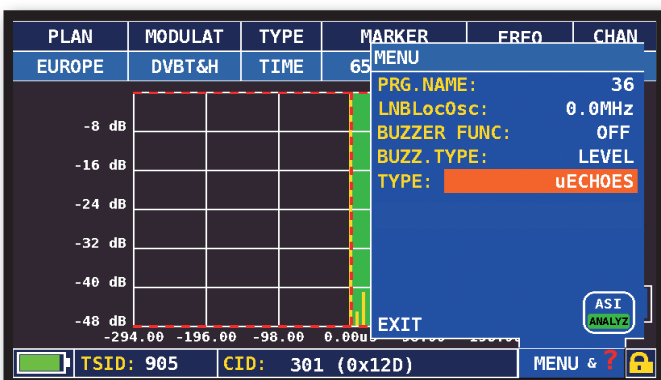 PLAN MODULAT TYPE MARKER FREQ CHAN
EUROPE DVBT&H TIME 65
MENU
PRG.NAME: 36
LNBLocOsc: 0.0MHz
BUZZER FUNC: OFF
BUZZ.TYPE: LEVEL
TYPE: uECHOES
-8 dB
-16 dB
-24 dB
-32 dB
-40 dB
-48 dB
ASI
ANALYZ
EXIT
-294.00 -196.00 -98.00 0.00u
TSID: 905 CID: 301 (0x12D) MENU & ?